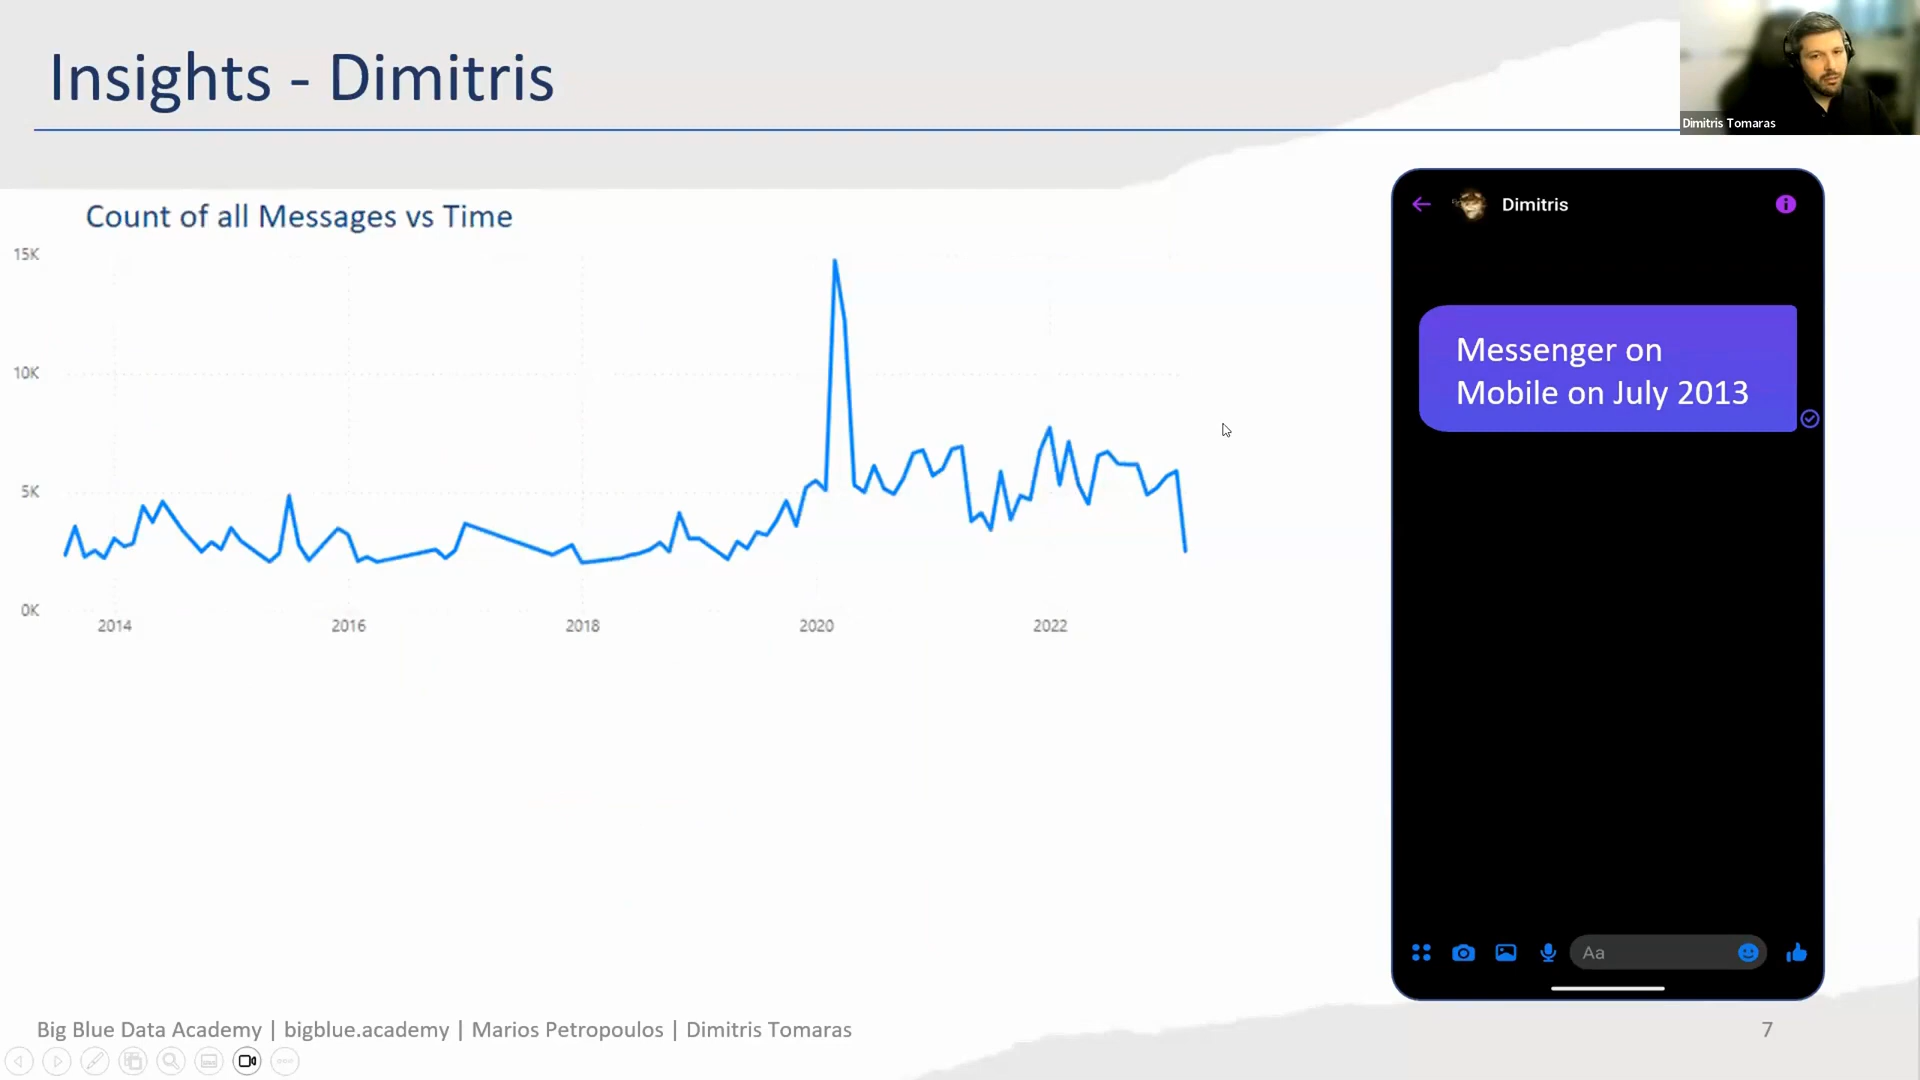 Insights - Dimitris
Dimitris Tomaras
Count of all Messages vs Time
15K
10K
5K
0K
2014 2016 2018 2020 2022
Dimitris
Messenger on
Mobile on July 2013
Aa
Big Blue Data Academy | bigblue.academy | Marios Petropoulos | Dimitris Tomaras
7